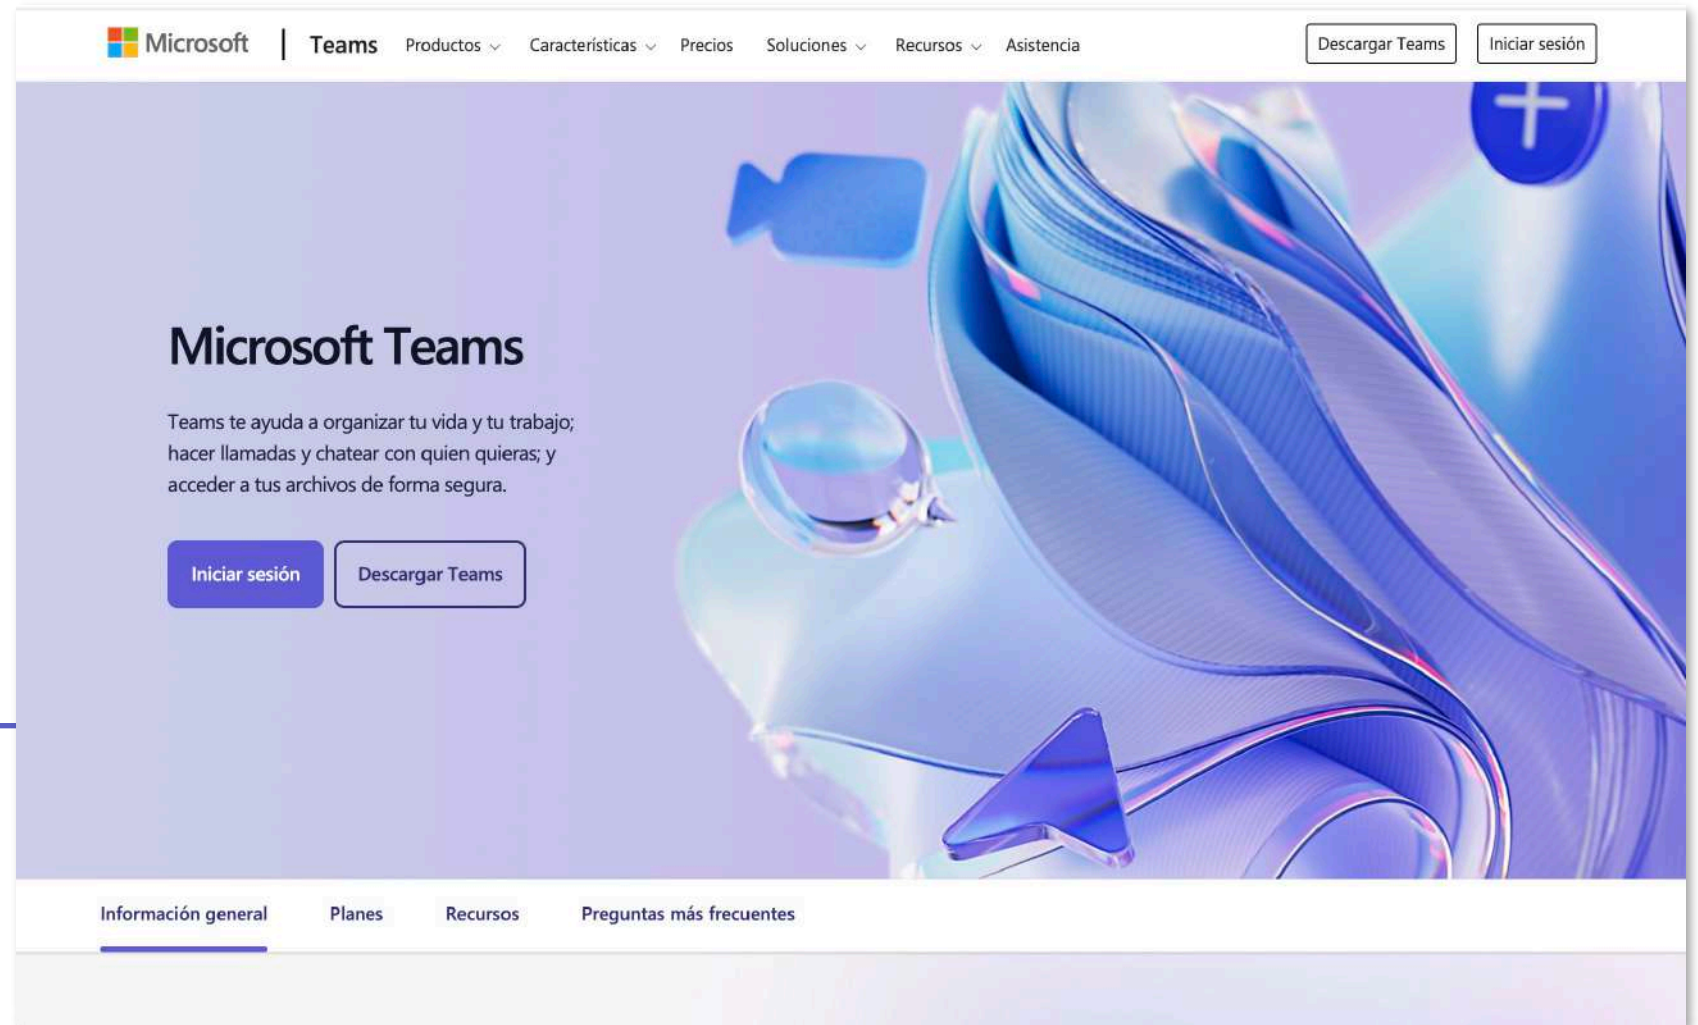 Microsoft
Teams
Productos
Características
Precios
Soluciones
Recursos
Asistencia
Descargar Teams
Iniciar sesión
Microsoft Teams
Teams te ayuda a organizar tu vida y tu trabajo;
hacer llamadas y chatear con quien quieras; y
acceder a tus archivos de forma segura.
Iniciar sesión
Descargar Teams
Información general
Planes
Recursos
Preguntas más frecuentes